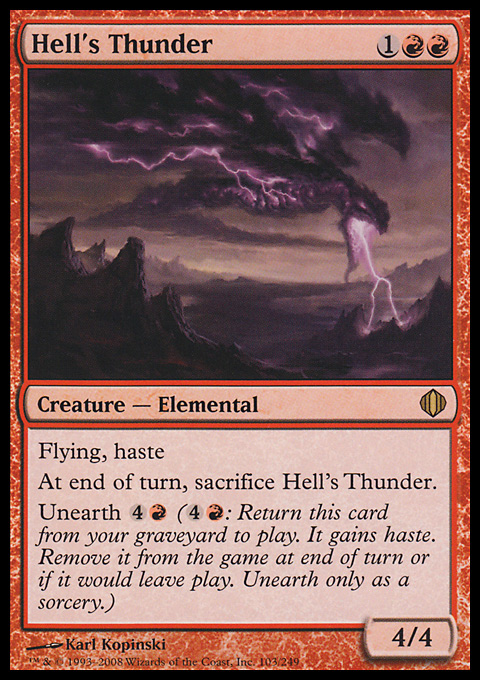 Hell's Thunder 1
Creature — Elemental
Flying, haste
At end of turn, sacrifice Hell's Thunder.
Unearth 4 (4 : Return this card
from your graveyard to play. It gains haste.
Remove it from the game at end of turn or
if it would leave play. Unearth only as a
sorcery.)
4/4
Karl Kopinski
™ & © 1993-2008 Wizards of the Coast, Inc. 103/249